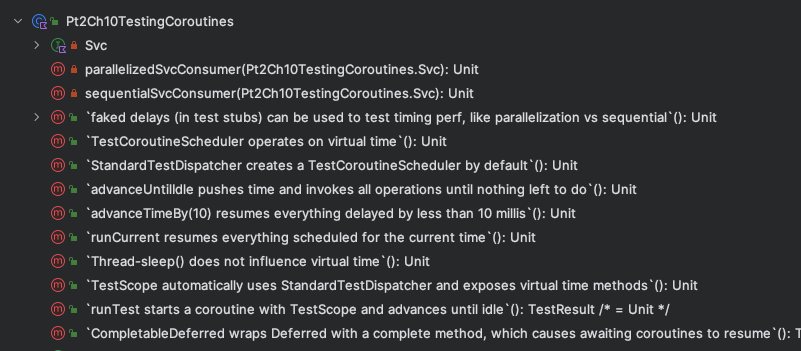 Pt2Ch10TestingCoroutines
Svc
parallelizedSvcConsumer(Pt2Ch10TestingCoroutines.Svc): Unit
sequentialSvcConsumer(Pt2Ch10TestingCoroutines.Svc): Unit
`faked delays (in test stubs) can be used to test timing perf, like parallelization vs sequential`(): Unit
`TestCoroutineScheduler operates on virtual time`(): Unit
`StandardTestDispatcher creates a TestCoroutineScheduler by default`(): Unit
`advanceUntilIdle pushes time and invokes all operations until nothing left to do`(): Unit
`advanceTimeBy(10) resumes everything delayed by less than 10 millis`(): Unit
`runCurrent resumes everything scheduled for the current time`(): Unit
`Thread-sleep() does not influence virtual time`(): Unit
`TestScope automatically uses StandardTestDispatcher and exposes virtual time methods`(): Unit
`runTest starts a coroutine with TestScope and advances until idle`(): TestResult /* = Unit */
`CompletableDeferred wraps Deferred with a complete method, which causes awaiting coroutines to resume`(): T